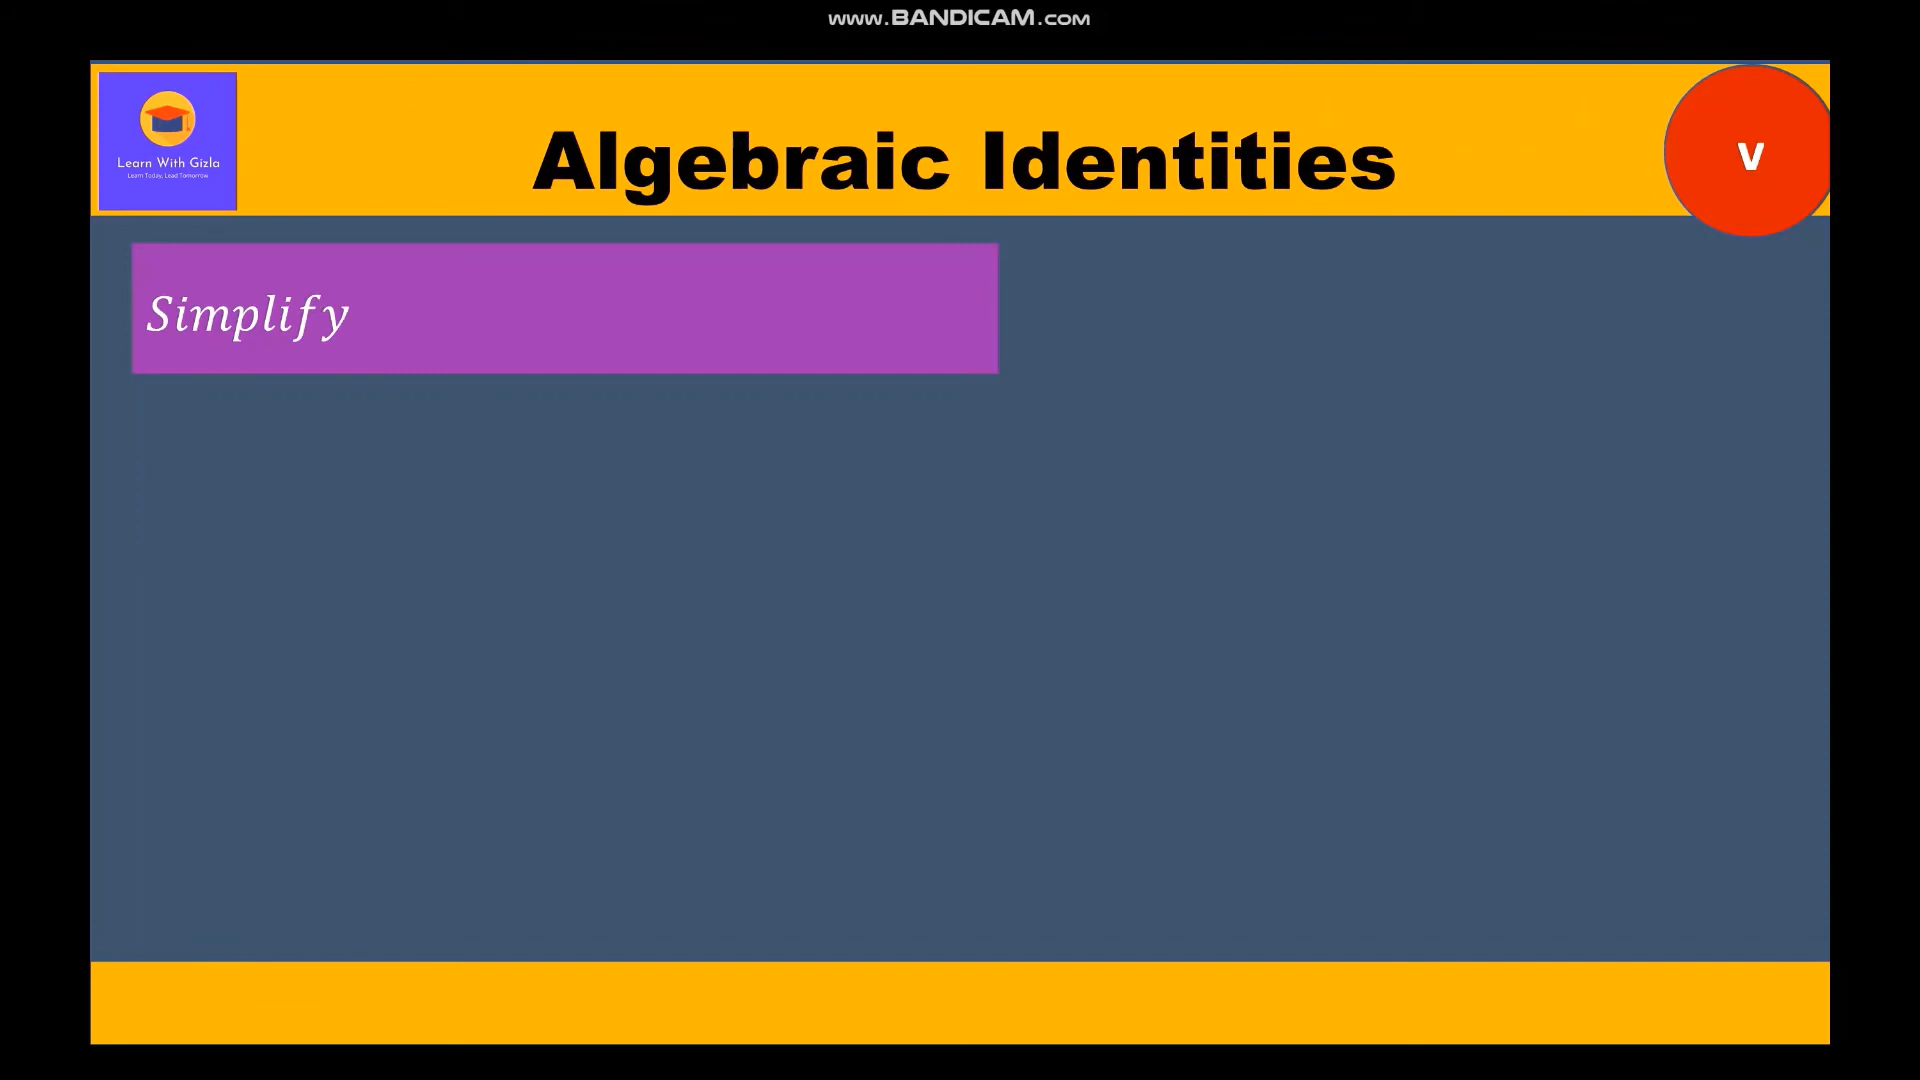 www.BANDICAM.com
Learn With Gizla
Learn Today, Lead Tomorrow
Algebraic Identities
v
Simplify